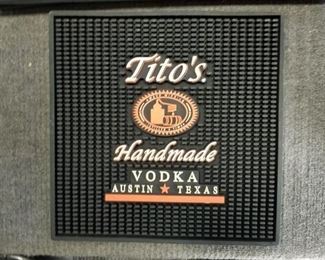 Tito's
Handmade
VODKA
AUSTIN ★ TEXAS